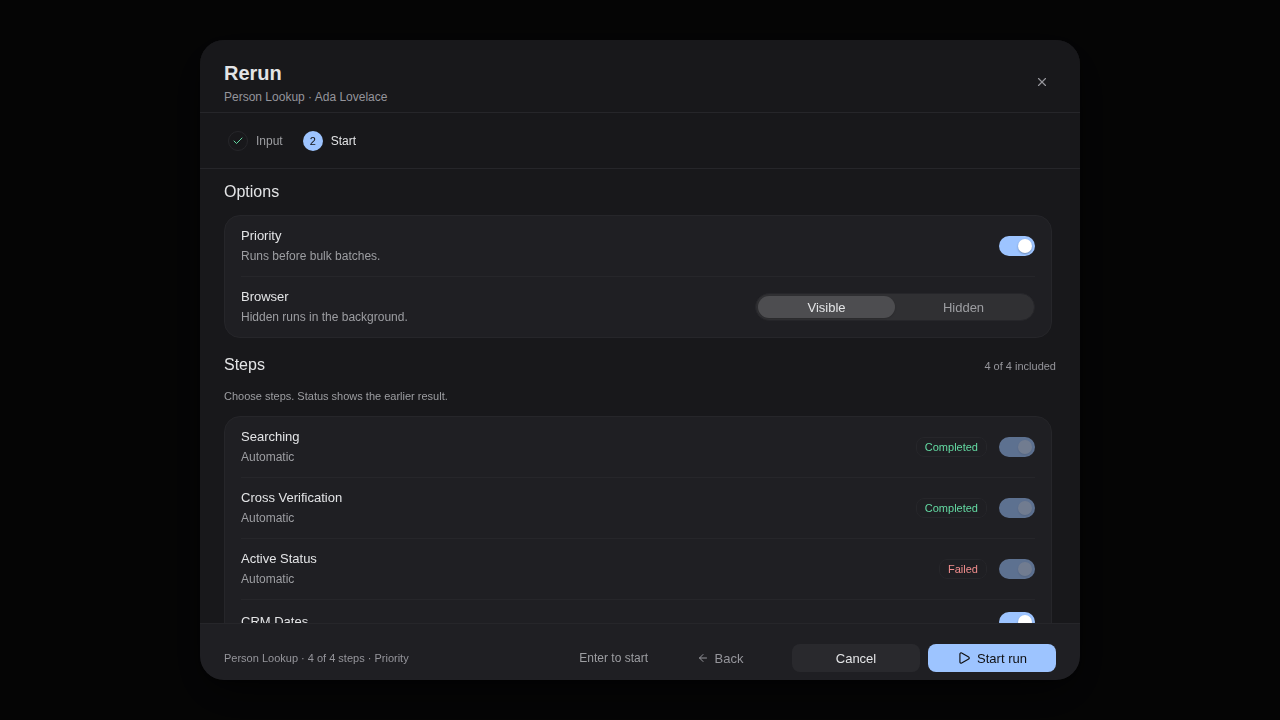 Rerun
Person Lookup · Ada Lovelace
Input
2 Start
Options
Priority
Runs before bulk batches.
Browser
Hidden runs in the background.
Visible Hidden
Steps
4 of 4 included
Choose steps. Status shows the earlier result.
Searching
Automatic
Completed
Cross Verification
Automatic
Completed
Active Status
Automatic
Failed
CRM Dates
Person Lookup · 4 of 4 steps · Priority
Enter to start
Back
Cancel
Start run